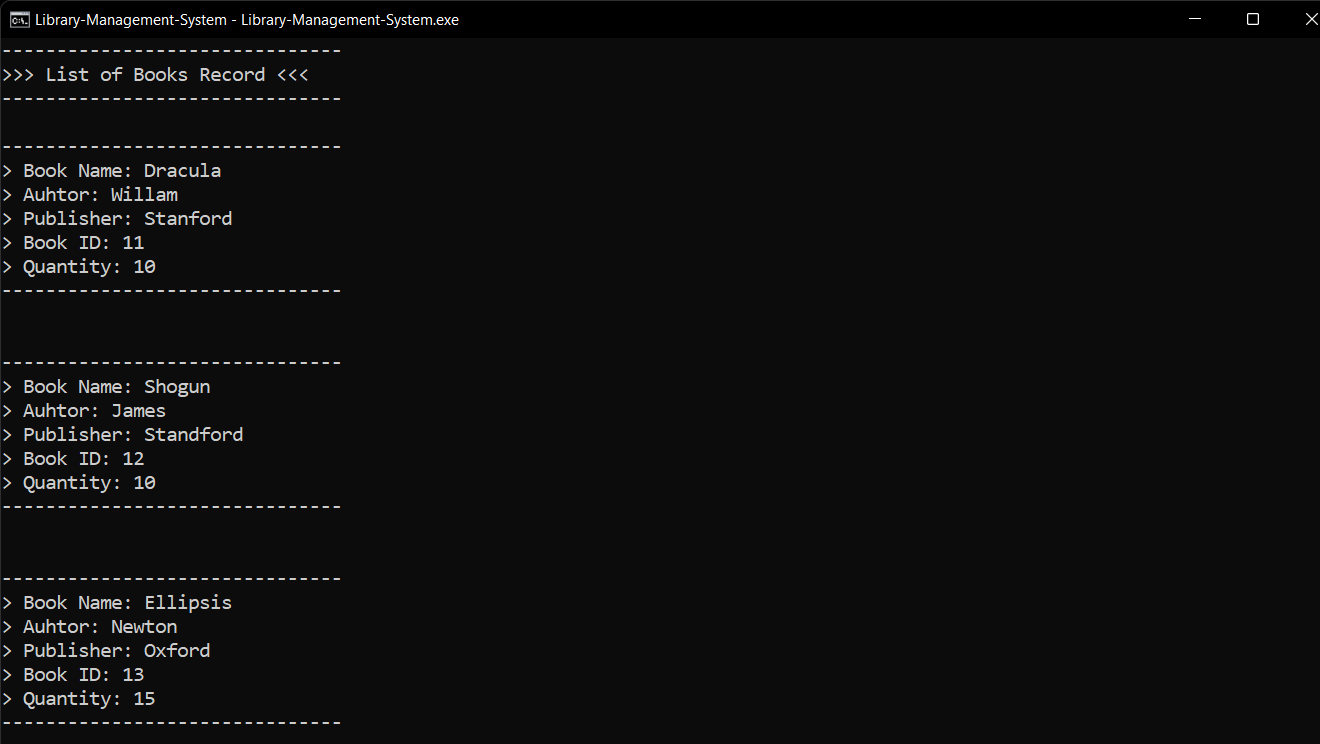 Library-Management-System - Library-Management-System.exe
-------------------------------
>>> List of Books Record <<<
-------------------------------
-------------------------------
> Book Name: Dracula
> Auhtor: Willam
> Publisher: Stanford
> Book ID: 11
> Quantity: 10
-------------------------------
-------------------------------
> Book Name: Shogun
> Auhtor: James
> Publisher: Standford
> Book ID: 12
> Quantity: 10
-------------------------------
-------------------------------
> Book Name: Ellipsis
> Auhtor: Newton
> Publisher: Oxford
> Book ID: 13
> Quantity: 15
-------------------------------